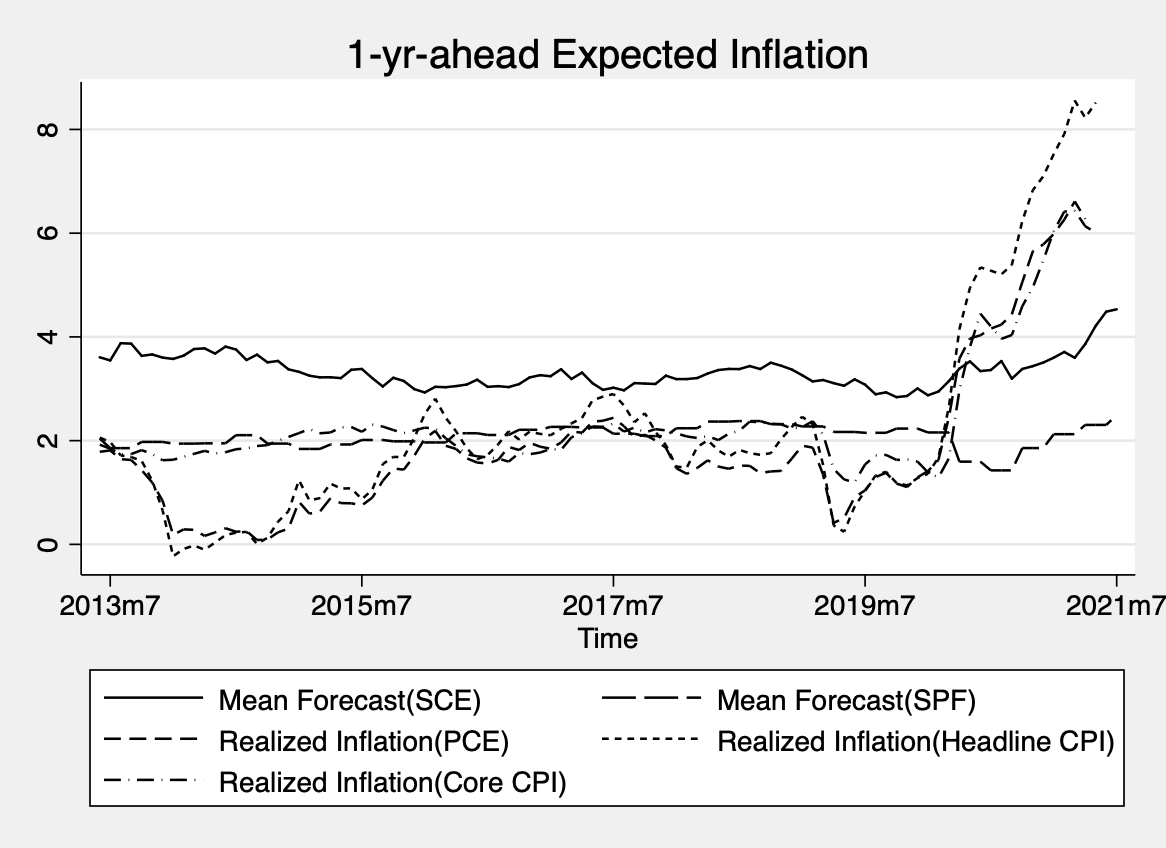 1-yr-ahead Expected Inflation
8
6
4
2
0
2013m7 2015m7 2017m7 2019m7 2021m7
Time
Mean Forecast(SCE) Mean Forecast(SPF)
Realized Inflation(PCE) Realized Inflation(Headline CPI)
Realized Inflation(Core CPI)